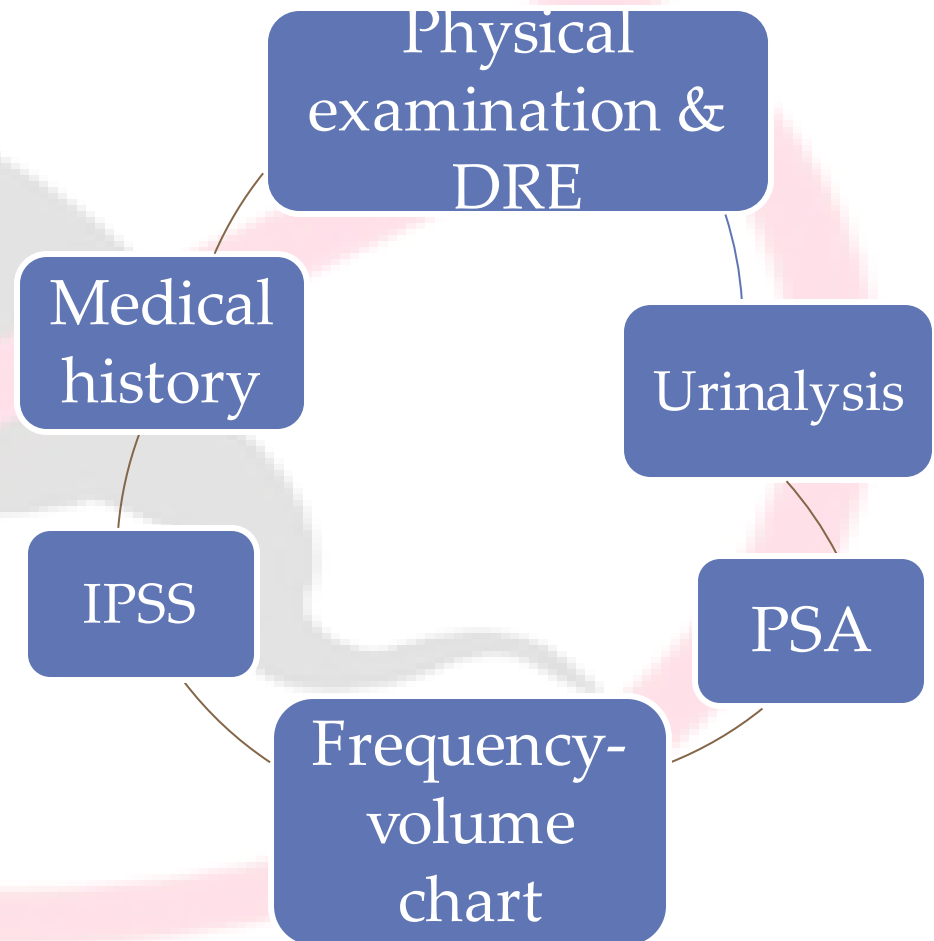 Physical
examination &
DRE
Medical
history
Urinalysis
IPSS
PSA
Frequency-
volume
chart